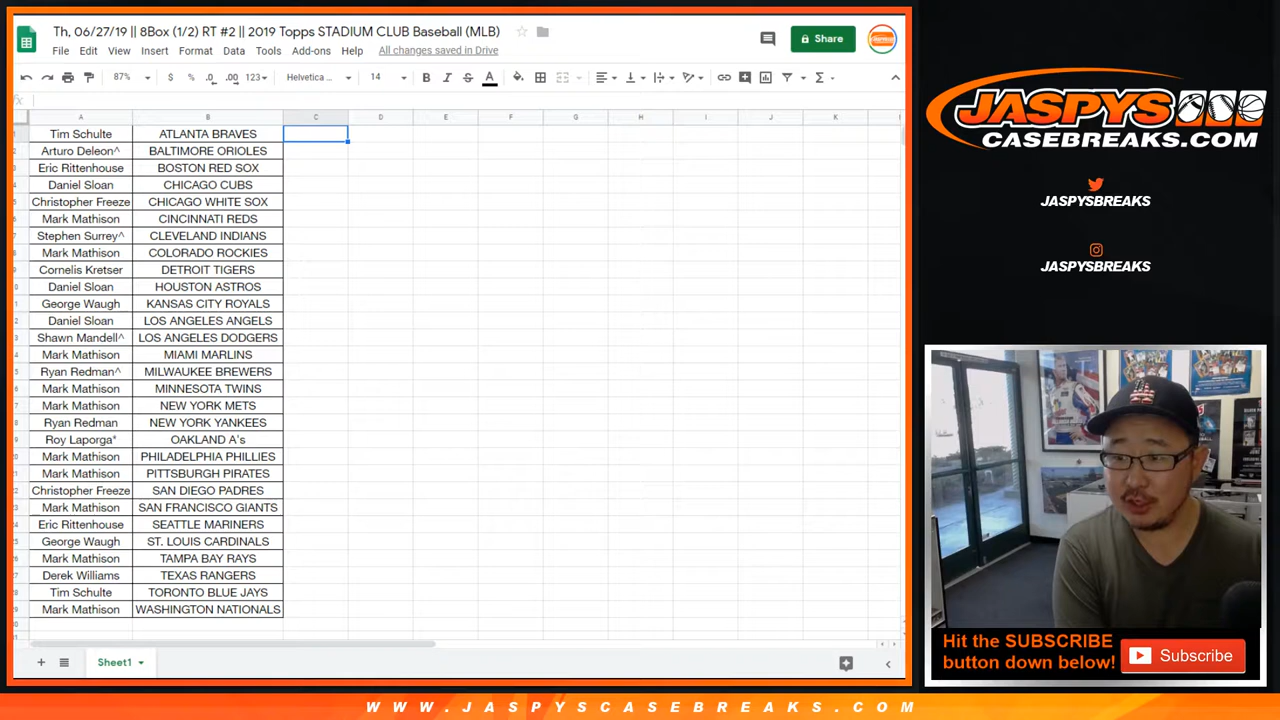 Th, 06/27/19 || 8Box (1/2) RT #2 || 2019 Topps STADIUM CLUB Baseball (MLB)
File Edit View Insert Format Data Tools Add-ons Help All changes saved in Drive
Share
87% $ % .0 .00 123 Helvetica ... 14 B I S A
fx
A B C D E F G H I J K
Tim Schulte ATLANTA BRAVES
Arturo Deleon^ BALTIMORE ORIOLES
Eric Rittenhouse BOSTON RED SOX
Daniel Sloan CHICAGO CUBS
Christopher Freeze CHICAGO WHITE SOX
Mark Mathison CINCINNATI REDS
Stephen Surrey^ CLEVELAND INDIANS
Mark Mathison COLORADO ROCKIES
Cornelis Kretser DETROIT TIGERS
Daniel Sloan HOUSTON ASTROS
George Waugh KANSAS CITY ROYALS
Daniel Sloan LOS ANGELES ANGELS
Shawn Mandell^ LOS ANGELES DODGERS
Mark Mathison MIAMI MARLINS
Ryan Redman^ MILWAUKEE BREWERS
Mark Mathison MINNESOTA TWINS
Mark Mathison NEW YORK METS
Ryan Redman NEW YORK YANKEES
Roy Laporga* OAKLAND A's
Mark Mathison PHILADELPHIA PHILLIES
Mark Mathison PITTSBURGH PIRATES
Christopher Freeze SAN DIEGO PADRES
Mark Mathison SAN FRANCISCO GIANTS
Eric Rittenhouse SEATTLE MARINERS
George Waugh ST. LOUIS CARDINALS
Mark Mathison TAMPA BAY RAYS
Derek Williams TEXAS RANGERS
Tim Schulte TORONTO BLUE JAYS
Mark Mathison WASHINGTON NATIONALS
Sheet1
JASPYS
CASEBREAKS.COM
JASPYSBREAKS
JASPYSBREAKS
Hit the SUBSCRIBE
button down below!
Subscribe
WWW.JASPYSCASEBREAKS.COM